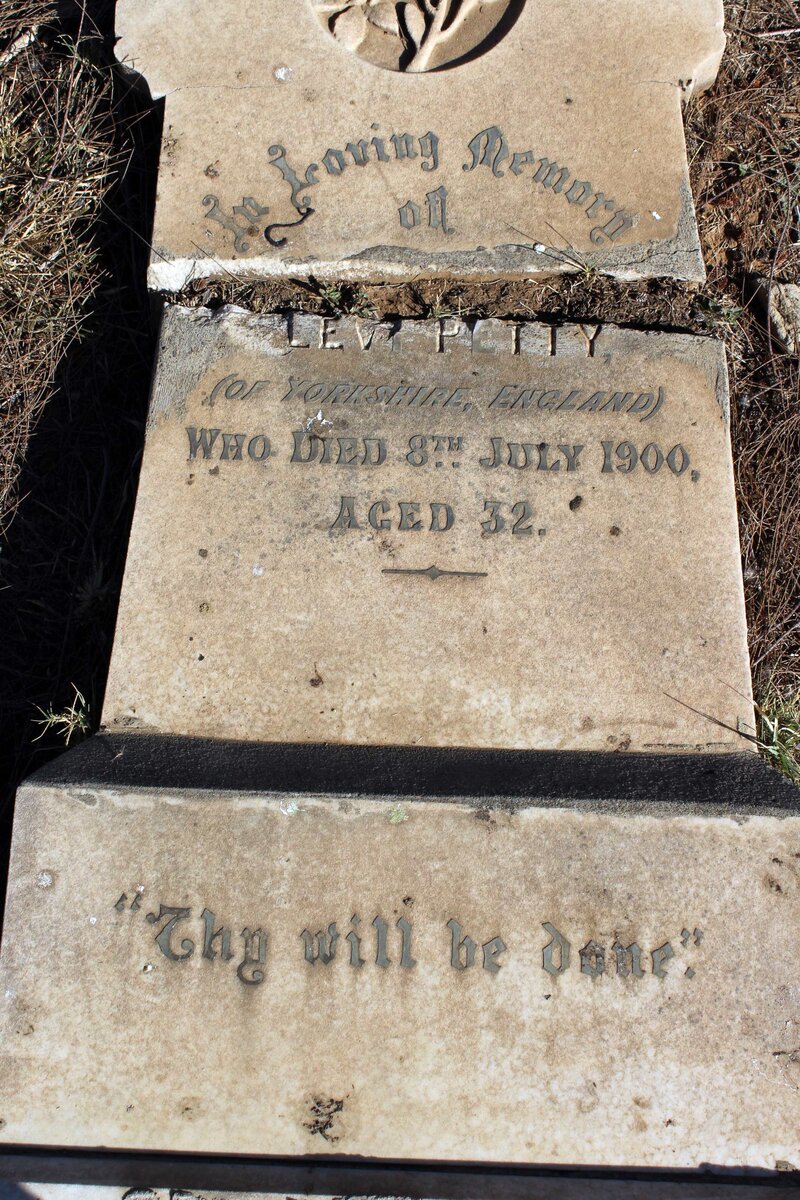 In Loving Memory
of
LEVI PETTY,
(OF YORKSHIRE, ENGLAND)
WHO DIED 8TH JULY 1900,
AGED 32.
"Thy will be done".